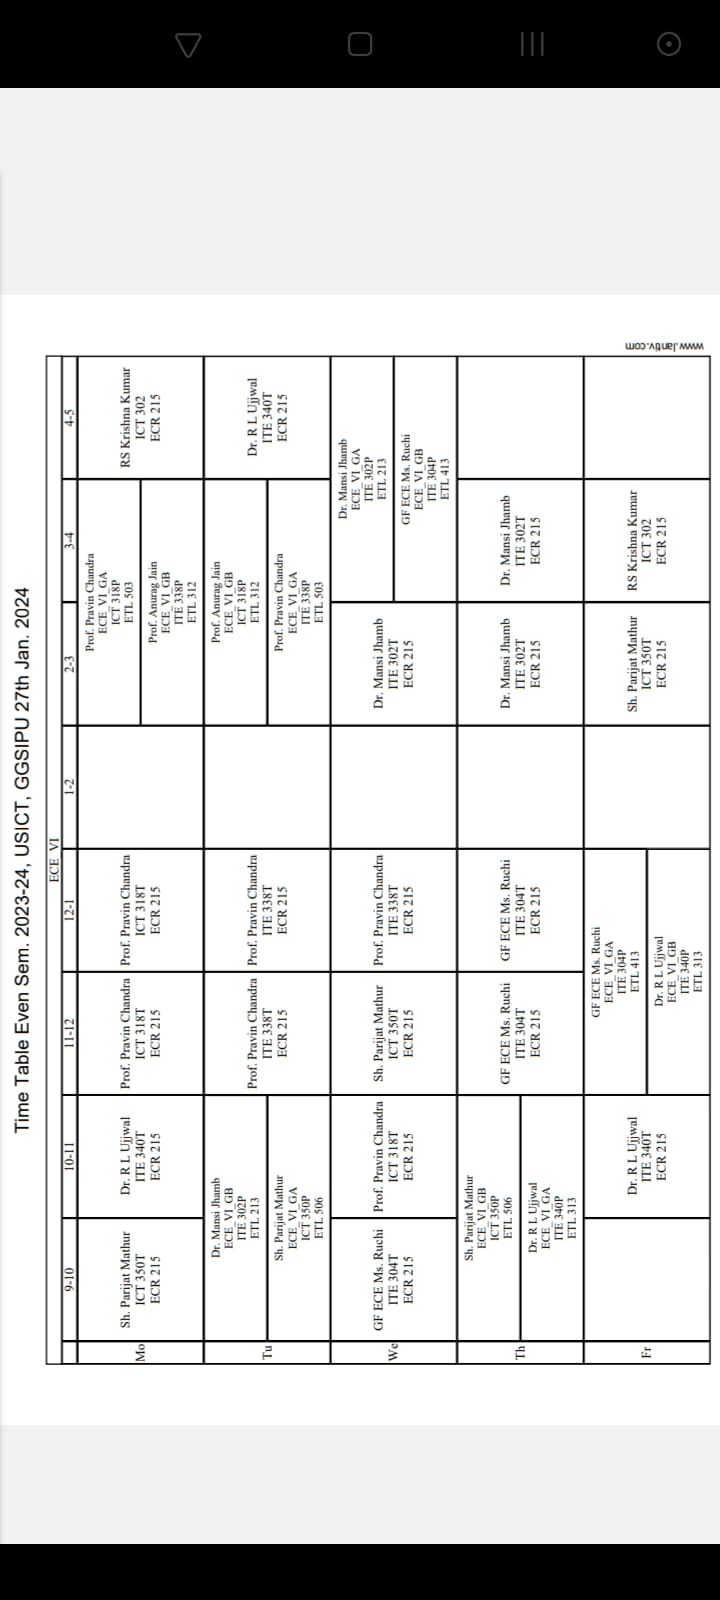 Time Table Even Sem. 2023-24, USICT, GGSIPU 27th Jan. 2024
ECE_VI
9-10
10-11
11-12
12-1
1-2
2-3
3-4
4-5
Mo
Sh. Parijat Mathur
ICT 350T
ECR 215
Dr. R L Ujjwal
ITE 340T
ECR 215
Prof. Pravin Chandra
ICT 318T
ECR 215
Prof. Pravin Chandra
ICT 318T
ECR 215
Prof. Pravin Chandra
ECE_VI_GA
ICT 318P
ETL 503
Prof. Anurag Jain
ECE_VI_GB
ITE 338P
ETL 312
RS Krishna Kumar
ICT 302
ECR 215
Tu
Dr. Mansi Jhamb
ECE_VI_GB
ITE 302P
ETL 213
Sh. Parijat Mathur
ECE_VI_GA
ICT 350P
ETL 506
Prof. Pravin Chandra
ITE 338T
ECR 215
Prof. Pravin Chandra
ITE 338T
ECR 215
Prof. Anurag Jain
ECE_VI_GB
ICT 318P
ETL 312
Prof. Pravin Chandra
ECE_VI_GA
ITE 338P
ETL 503
Dr. R L Ujjwal
ITE 340T
ECR 215
We
GF ECE Ms. Ruchi
ITE 304T
ECR 215
Prof. Pravin Chandra
ICT 318T
ECR 215
Sh. Parijat Mathur
ICT 350T
ECR 215
Prof. Pravin Chandra
ITE 338T
ECR 215
Dr. Mansi Jhamb
ITE 302T
ECR 215
Dr. Mansi Jhamb
ECE_VI_GA
ITE 302P
ETL 213
GF ECE Ms. Ruchi
ECE_VI_GB
ITE 304P
ETL 413
Th
Sh. Parijat Mathur
ECE_VI_GB
ICT 350P
ETL 506
Dr. R L Ujjwal
ECE_VI_GA
ITE 340P
ETL 313
GF ECE Ms. Ruchi
ITE 304T
ECR 215
GF ECE Ms. Ruchi
ITE 304T
ECR 215
Dr. Mansi Jhamb
ITE 302T
ECR 215
Dr. Mansi Jhamb
ITE 302T
ECR 215
Fr
Dr. R L Ujjwal
ITE 340T
ECR 215
GF ECE Ms. Ruchi
ECE_VI_GA
ITE 304P
ETL 413
Dr. R L Ujjwal
ECE_VI_GB
ITE 340P
ETL 313
Sh. Parijat Mathur
ICT 350T
ECR 215
RS Krishna Kumar
ICT 302
ECR 215
www.lantiv.com